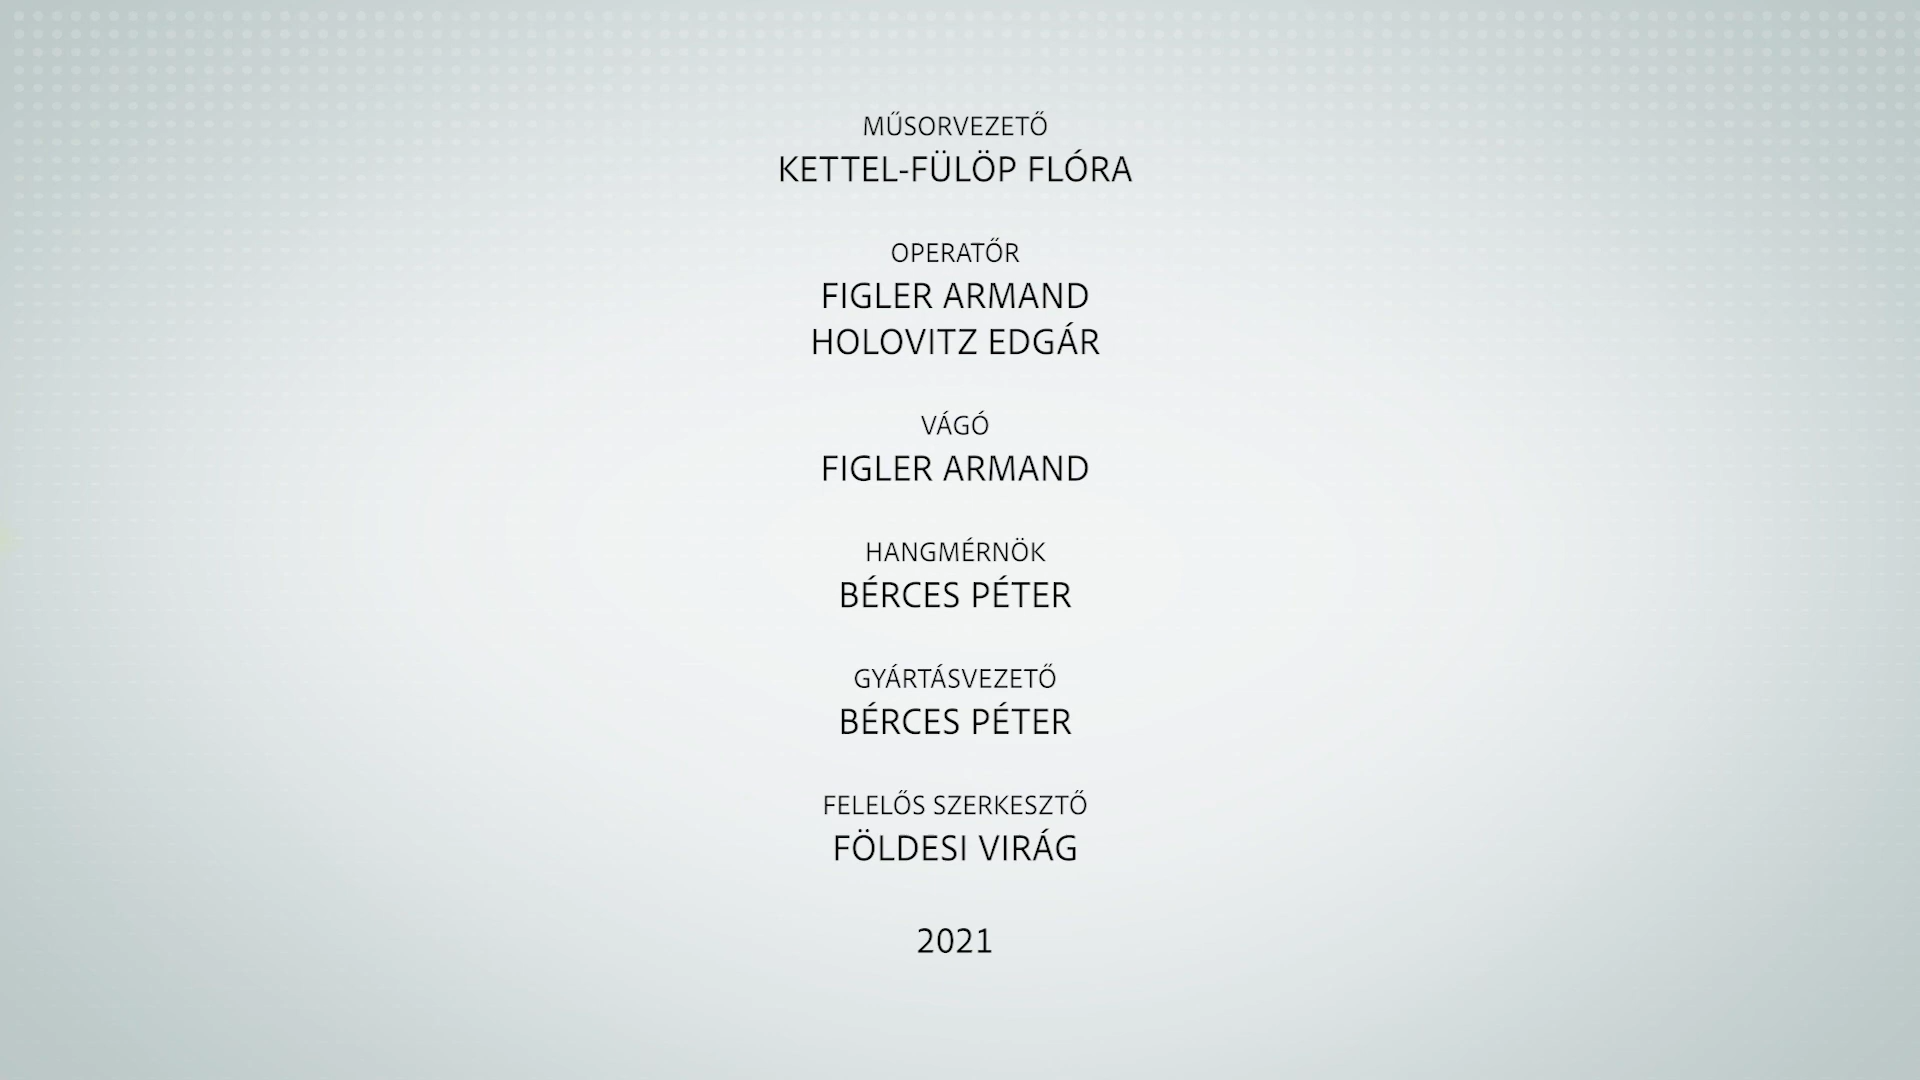 MŰSORVEZETŐ
KETTEL-FÜLÖP FLÓRA
OPERATŐR
FIGLER ARMAND
HOLOVITZ EDGÁR
VÁGÓ
FIGLER ARMAND
HANGMÉRNÖK
BÉRCES PÉTER
GYÁRTÁSVEZETŐ
BÉRCES PÉTER
FELELŐS SZERKESZTŐ
FÖLDESI VIRÁG
2021